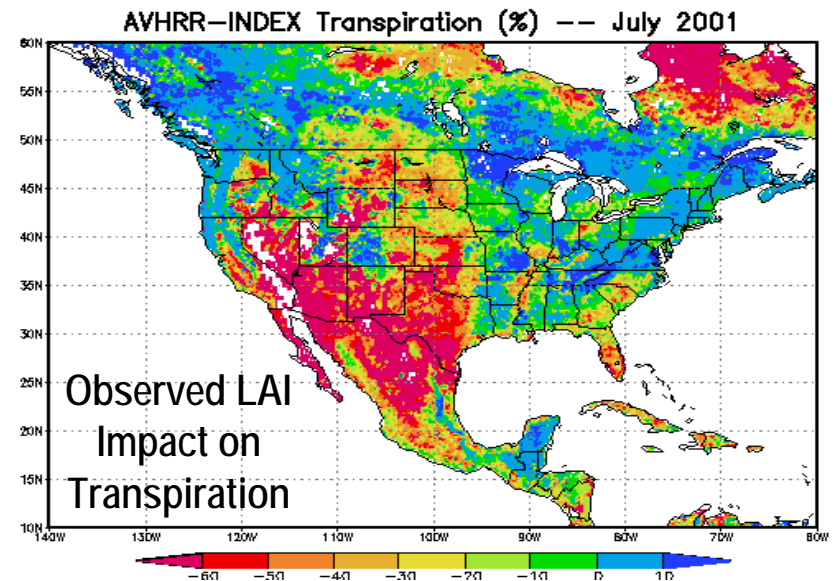 AVHRR-INDEX Transpiration (%) -- July 2001
60N
55N
50N
45N
40N
35N
30N
25N
20N
15N
10N
Observed LAI
Impact on
Transpiration
140W 130W 120W 110W 100W 90W 80W 70W 60W
-60 -50 -40 -30 -20 -10 0 10